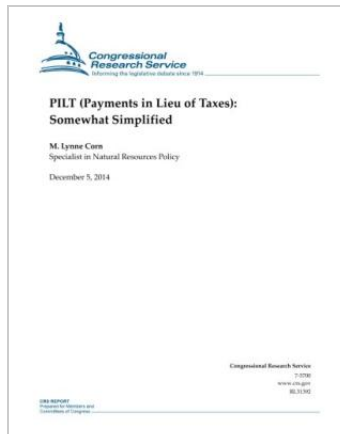 Congressional
Research Service
Informing the legislative debate since 1914
PILT (Payments in Lieu of Taxes):
Somewhat Simplified
M. Lynne Corn
Specialist in Natural Resources Policy
December 5, 2014
Congressional Research Service
7-5700
www.crs.gov
RL31392
CRS REPORT
Prepared for Members and
Committees of Congress